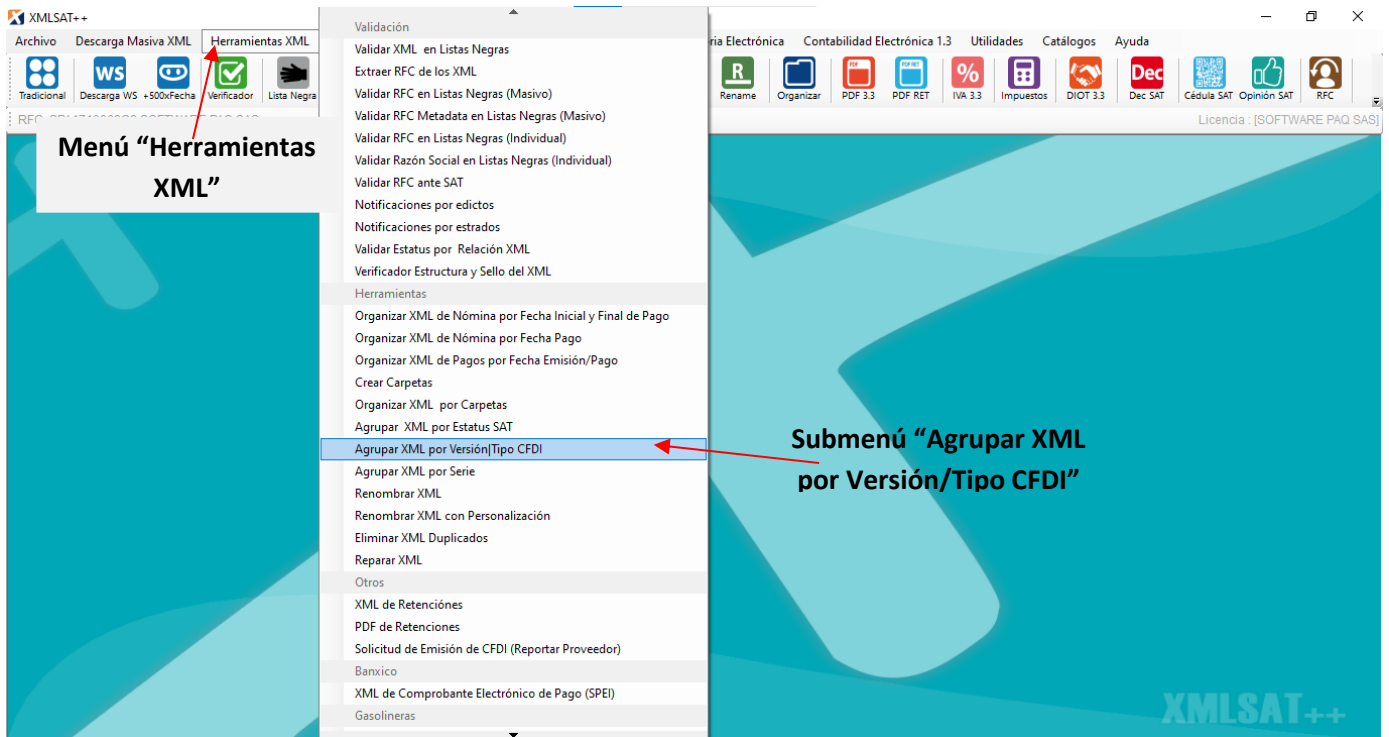 XMLSAT++
Archivo Descarga Masiva XML Herramientas XML ria Electrónica Contabilidad Electrónica 1.3 Utilidades Catálogos Ayuda
Tradicional Descarga WS +500xFecha Verificador Lista Negra Rename Organizar PDF 3.3 PDF RET IVA 3.3 Impuestos DIOT 3.3 Dec SAT Cédula SAT Opinión SAT RFC
WS
R
PDF
PDF RET
%
Dec
Licencia : [SOFTWARE PAQ SAS]
Menú “Herramientas
XML”
Validación
Validar XML en Listas Negras
Extraer RFC de los XML
Validar RFC en Listas Negras (Masivo)
Validar RFC Metadata en Listas Negras (Masivo)
Validar RFC en Listas Negras (Individual)
Validar Razón Social en Listas Negras (Individual)
Validar RFC ante SAT
Notificaciones por edictos
Notificaciones por estrados
Validar Estatus por Relación XML
Verificador Estructura y Sello del XML
Herramientas
Organizar XML de Nómina por Fecha Inicial y Final de Pago
Organizar XML de Nómina por Fecha Pago
Organizar XML de Pagos por Fecha Emisión/Pago
Crear Carpetas
Organizar XML por Carpetas
Agrupar XML por Estatus SAT
Agrupar XML por Versión|Tipo CFDI
Agrupar XML por Serie
Renombrar XML
Renombrar XML con Personalización
Eliminar XML Duplicados
Reparar XML
Otros
XML de Retenciónes
PDF de Retenciones
Solicitud de Emisión de CFDI (Reportar Proveedor)
Banxico
XML de Comprobante Electrónico de Pago (SPEI)
Gasolineras
Submenú “Agrupar XML
por Versión/Tipo CFDI”
XMLSAT++